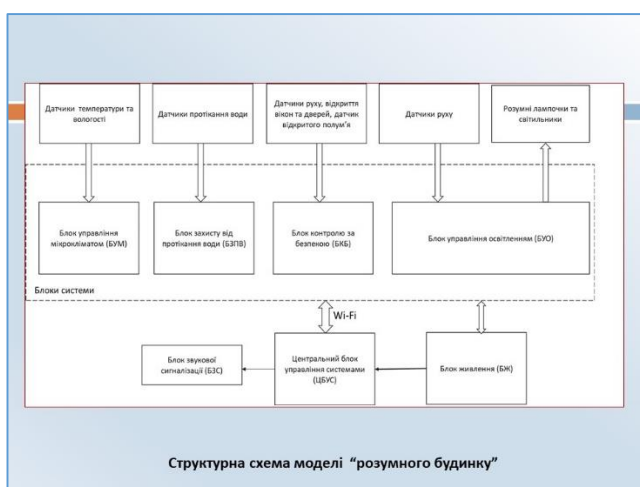 Датчики температури та
вологості
Датчики протікання води
Датчики руху, відкриття
вікон та дверей, датчик
відкритого полум'я
Датчики руху
Розумні лампочки та
світильники
Блок управління
мікрокліматом (БУМ)
Блок захисту від
протікання води (БЗПВ)
Блок контролю за
безпекою (БКБ)
Блок управління освітленням (БУО)
Блоки системи
Wi-Fi
Блок звукової
сигналізації (БЗС)
Центральний блок
управління системами
(ЦБУС)
Блок живлення (БЖ)
Структурна схема моделі "розумного будинку"